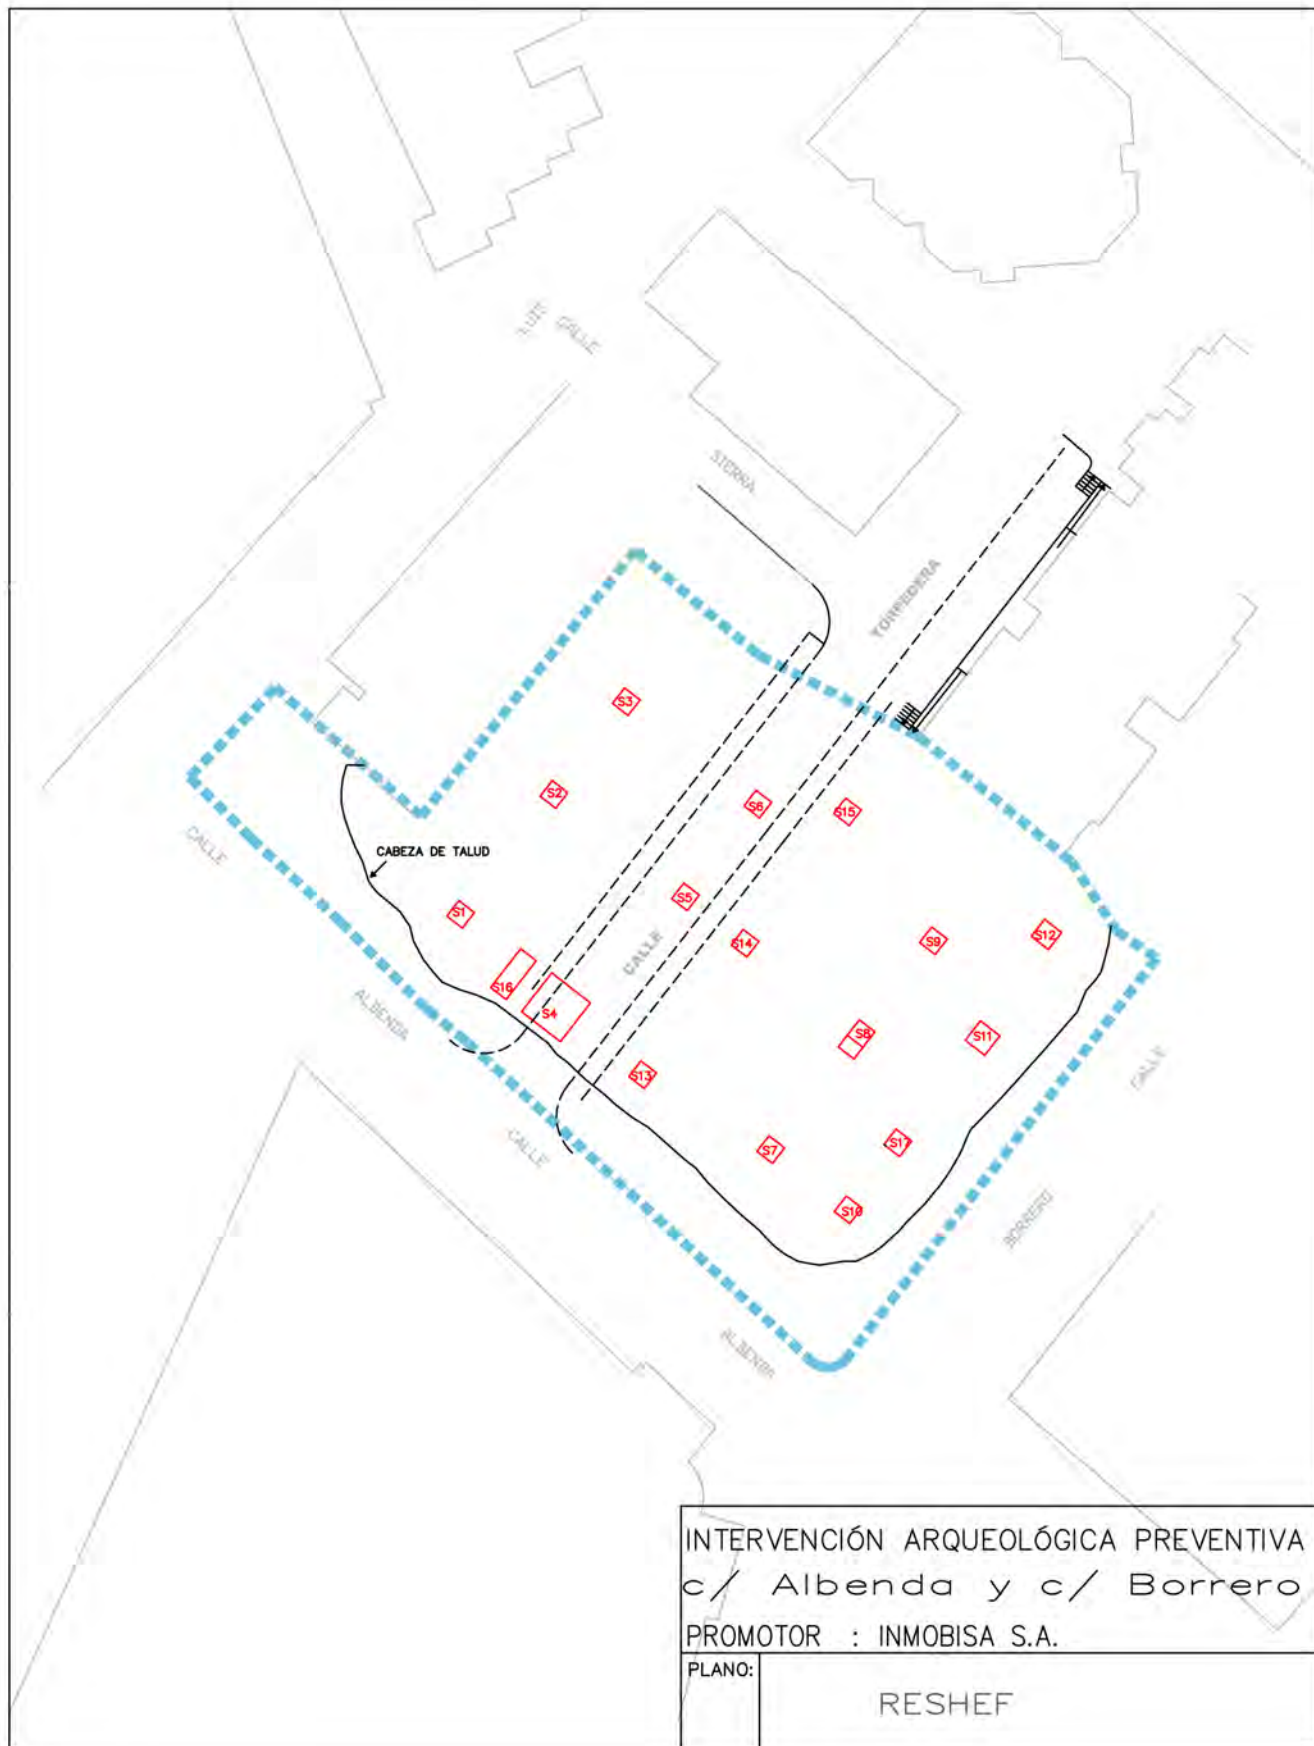 LUIS CALLE
SIERRA
TORPEDERA
S3
S2
S6
S15
CALLE
CABEZA DE TALUD
S1
S5
S14
CALLE
S9
S12
S16
S4
ALBENDA
S8
S11
S13
CALLE
CALLE
S7
S17
S10
BORRERO
ALBENDA
INTERVENCIÓN ARQUEOLÓGICA PREVENTIVA
c/ Albenda y c/ Borrero
PROMOTOR : INMOBISA S.A.
PLANO:
RESHEF